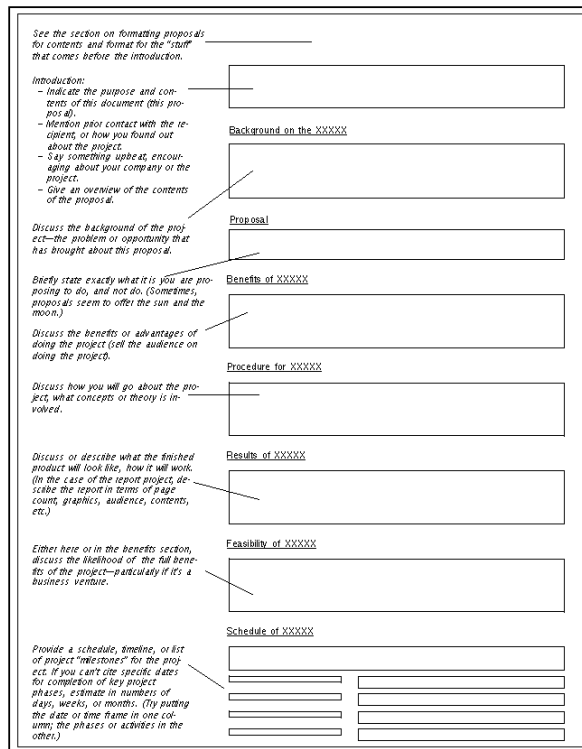 See the section on formatting proposals
for contents and format for the "stuff"
that comes before the introduction.
Introduction:
– Indicate the purpose and con-
tents of this document (this pro-
posal).
– Mention prior contact with the re-
cipient, or how you found out
about the project.
– Say something upbeat, encour-
aging about your company or the
project.
– Give an overview of the contents
of the proposal.
Background on the XXXXX
Discuss the background of the proj-
ect—the problem or opportunity that
has brought about this proposal.
Proposal
Briefly state exactly what it is you are pro-
posing to do, and not do. (Sometimes,
proposals seem to offer the sun and the
moon.)
Benefits of XXXXX
Discuss the benefits or advantages of
doing the project (sell the audience on
doing the project).
Procedure for XXXXX
Discuss how you will go about the pro-
ject, what concepts or theory is in-
volved.
Results of XXXXX
Discuss or describe what the finished
product will look like, how it will work.
(In the case of the report project, de-
scribe the report in terms of page
count, graphics, audience, contents,
etc.)
Feasibility of XXXXX
Either here or in the benefits section,
discuss the likelihood of the full bene-
fits of the project—particularly if it's a
business venture.
Schedule of XXXXX
Provide a schedule, timeline, or list
of project "milestones" for the proj-
ect. If you can't cite specific dates
for completion of key project
phases, estimate in numbers of
days, weeks, or months. (Try putting
the date or time frame in one col-
umn; the phases or activities in the
other.)